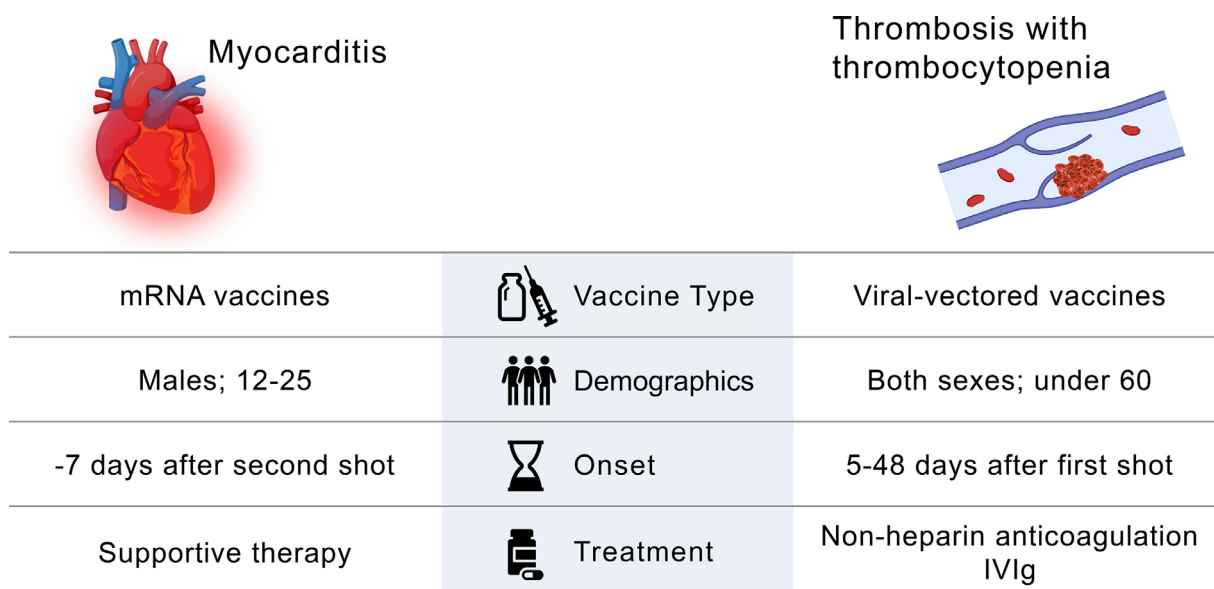 Myocarditis
Thrombosis with
thrombocytopenia
mRNA vaccines
Vaccine Type
Viral-vectored vaccines
Males; 12-25
Demographics
Both sexes; under 60
-7 days after second shot
Onset
5-48 days after first shot
Supportive therapy
Treatment
Non-heparin anticoagulation
IVIg